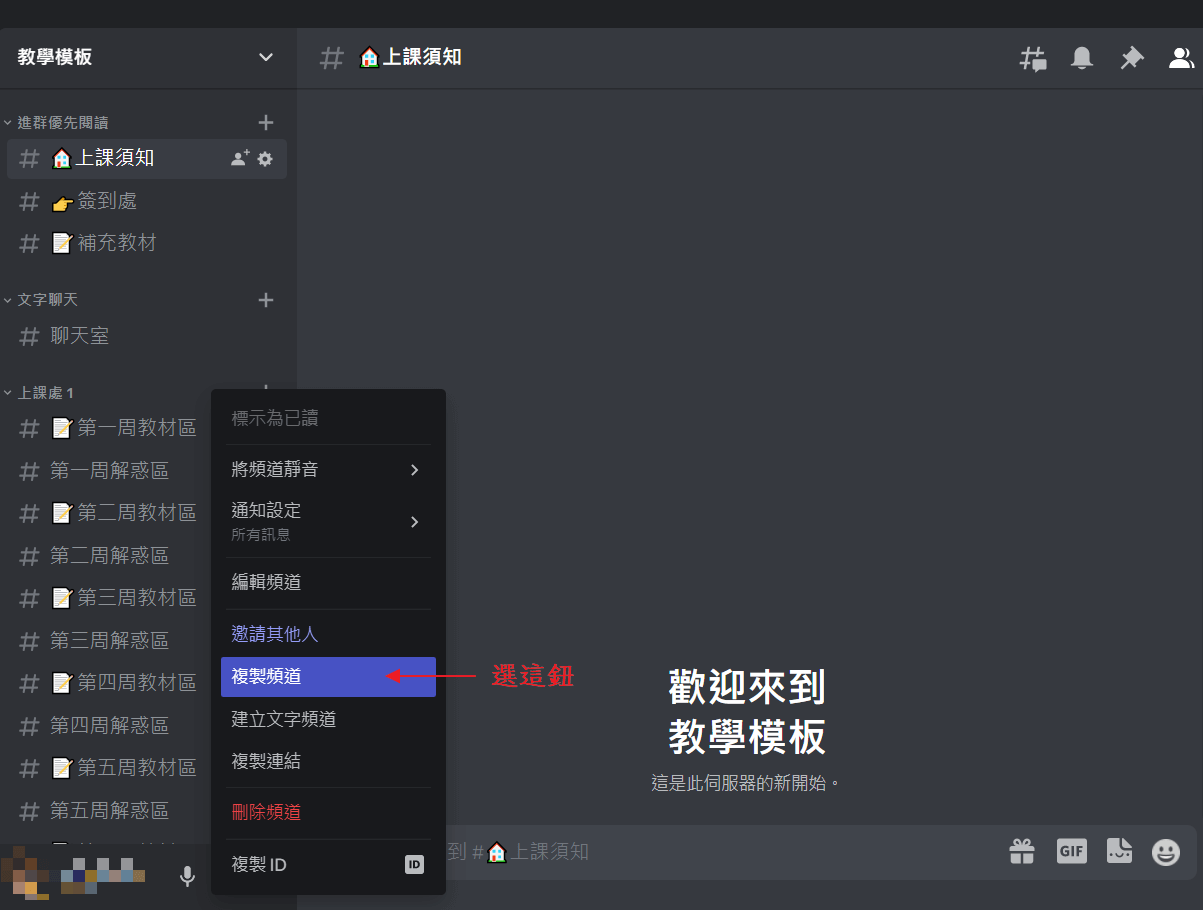 教學模板
🏠上課須知
進群優先閱讀
🏠上課須知
👉簽到處
📝補充教材
文字聊天
聊天室
上課處 1
📝第一周教材區
第一周解惑區
📝第二周教材區
第二周解惑區
📝第三周教材區
第三周解惑區
📝第四周教材區
第四周解惑區
📝第五周教材區
第五周解惑區
標示為已讀
將頻道靜音
通知設定
所有訊息
編輯頻道
邀請其他人
複製頻道
選這鈕
建立文字頻道
複製連結
刪除頻道
複製 ID
ID
歡迎來到
教學模板
這是此伺服器的新開始。
到 #🏠上課須知
GIF